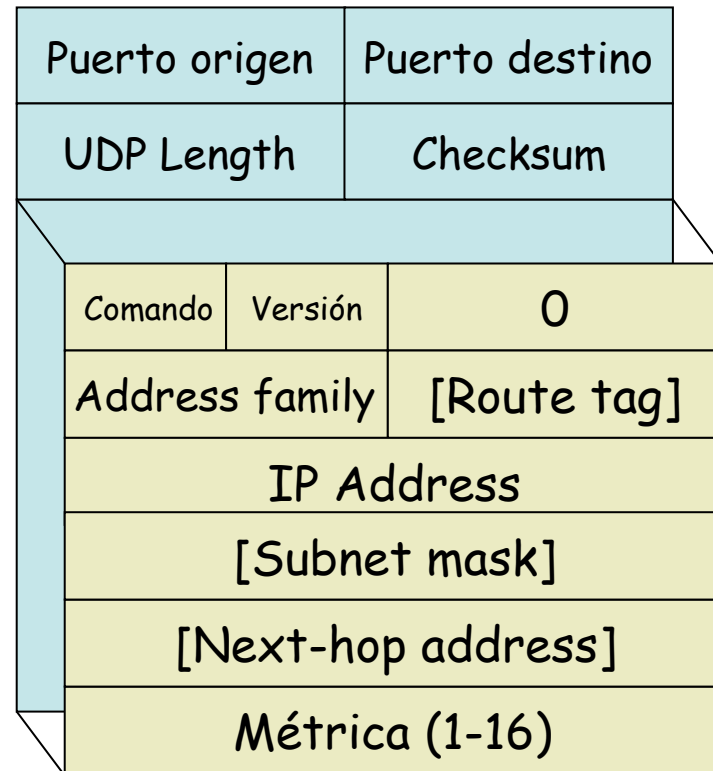 Puerto origen Puerto destino
UDP Length Checksum
Comando Versión 0
Address family [Route tag]
IP Address
[Subnet mask]
[Next-hop address]
Métrica (1-16)